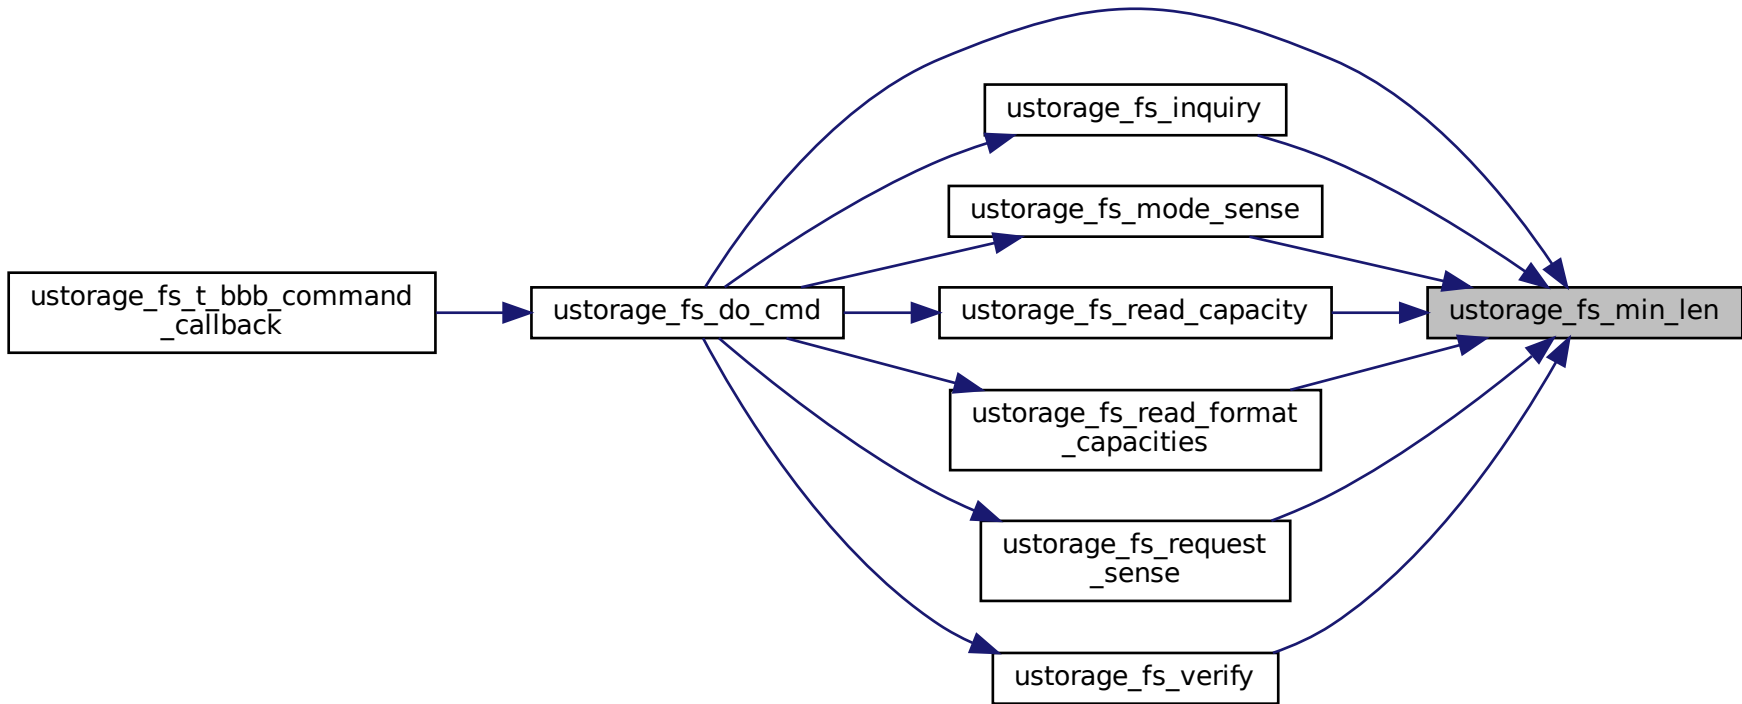 ustorage_fs_t_bbb_command
_callback
ustorage_fs_do_cmd
ustorage_fs_inquiry
ustorage_fs_mode_sense
ustorage_fs_read_capacity
ustorage_fs_read_format
_capacities
ustorage_fs_request
_sense
ustorage_fs_verify
ustorage_fs_min_len